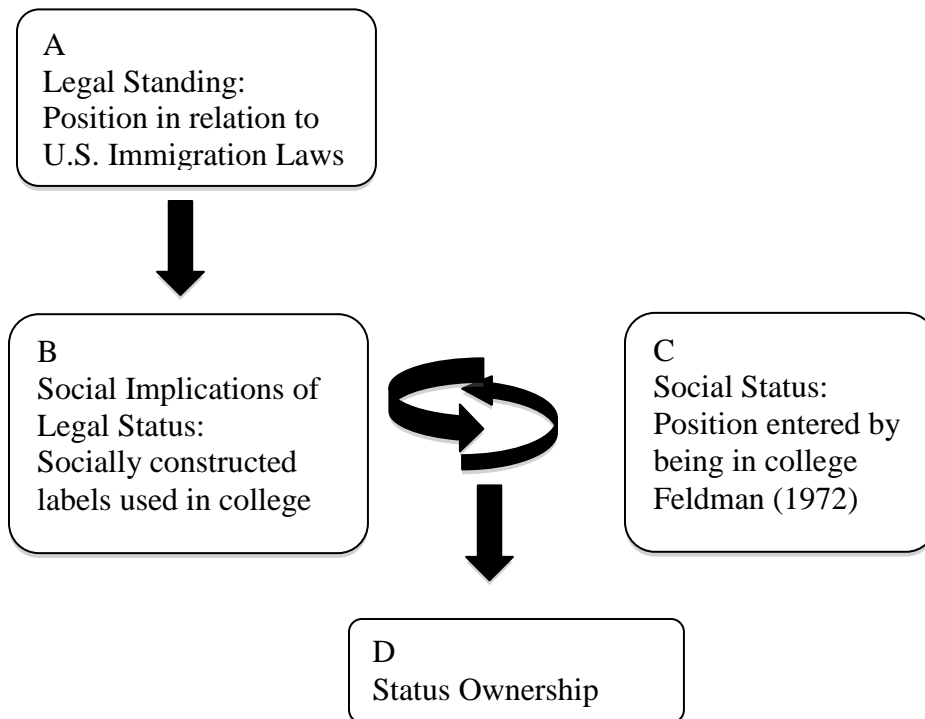 A
Legal Standing:
Position in relation to
U.S. Immigration Laws
B
Social Implications of
Legal Status:
Socially constructed
labels used in college
C
Social Status:
Position entered by
being in college
Feldman (1972)
D
Status Ownership